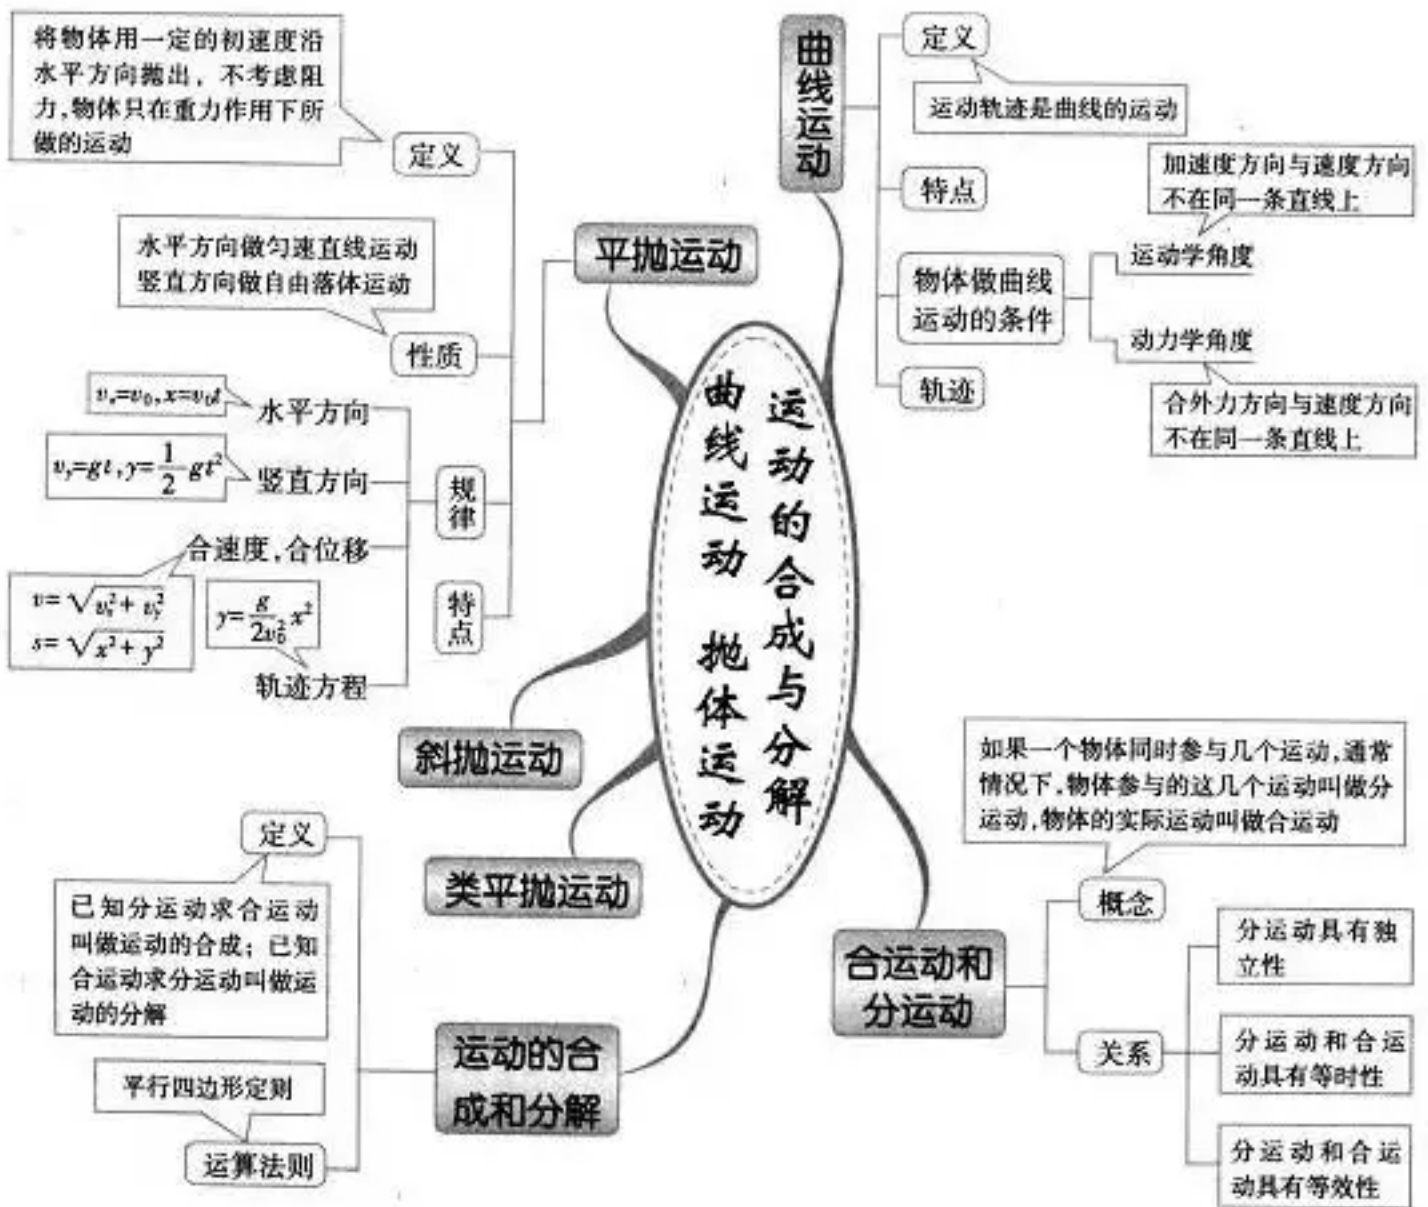 曲线运动 抛体运动
运动的合成与分解
曲线运动
定义
运动轨迹是曲线的运动
特点
物体做曲线
运动的条件
加速度方向与速度方向
不在同一条直线上
运动学角度
动力学角度
合外力方向与速度方向
不在同一条直线上
轨迹
平抛运动
将物体用一定的初速度沿
水平方向抛出，不考虑阻
力,物体只在重力作用下所
做的运动
定义
水平方向做匀速直线运动
竖直方向做自由落体运动
性质
规律
vₓ=v₀,x=v₀t
水平方向
v_y=gt,y=1/2 gt²
竖直方向
合速度,合位移
v=√(vₓ²+v_y²)
s=√(x²+y²)
y=g/(2v₀²) x²
轨迹方程
特点
斜抛运动
类平抛运动
运动的合
成和分解
定义
已知分运动求合运动
叫做运动的合成；已知
合运动求分运动叫做运
动的分解
平行四边形定则
运算法则
合运动和
分运动
如果一个物体同时参与几个运动,通常
情况下,物体参与的这几个运动叫做分
运动,物体的实际运动叫做合运动
概念
关系
分运动具有独
立性
分运动和合运
动具有等时性
分运动和合运
动具有等效性